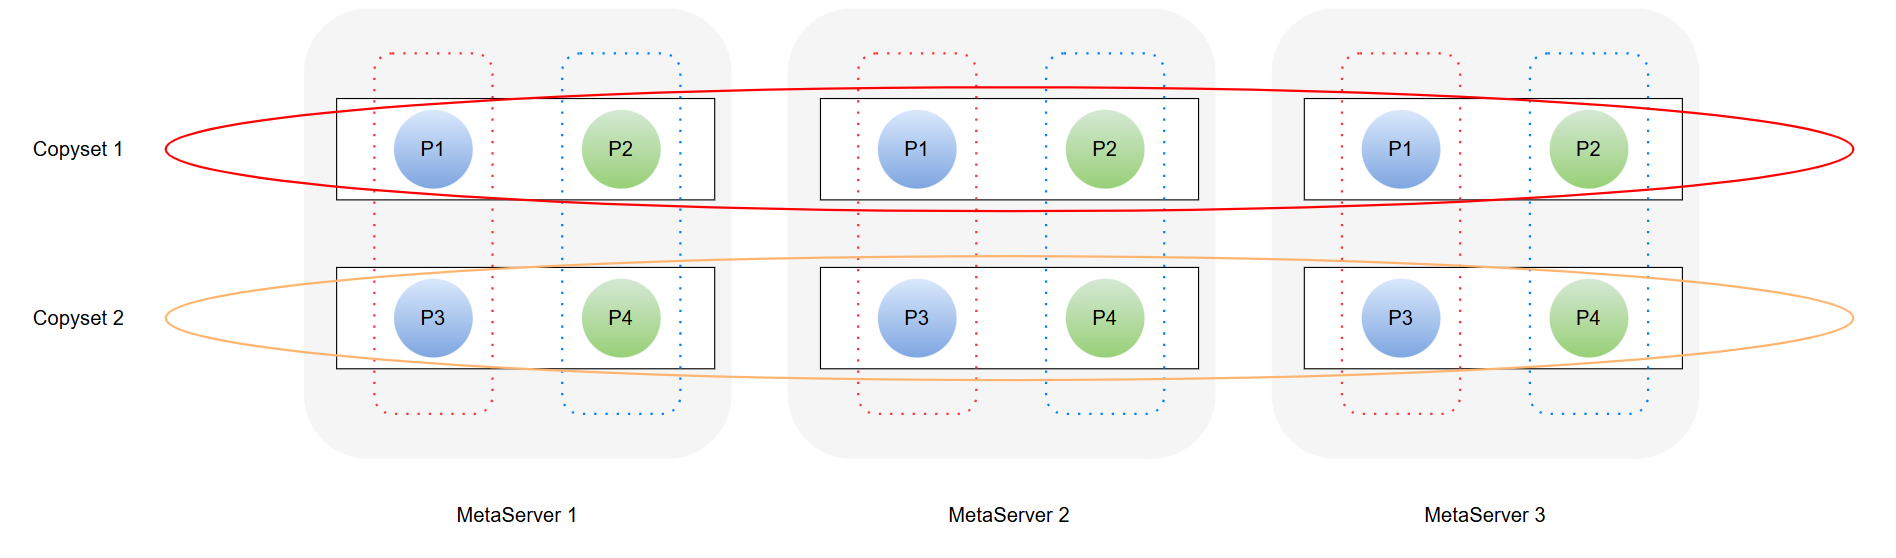 Copyset 1
P1
P2
P1
P2
P1
P2
Copyset 2
P3
P4
P3
P4
P3
P4
MetaServer 1
MetaServer 2
MetaServer 3